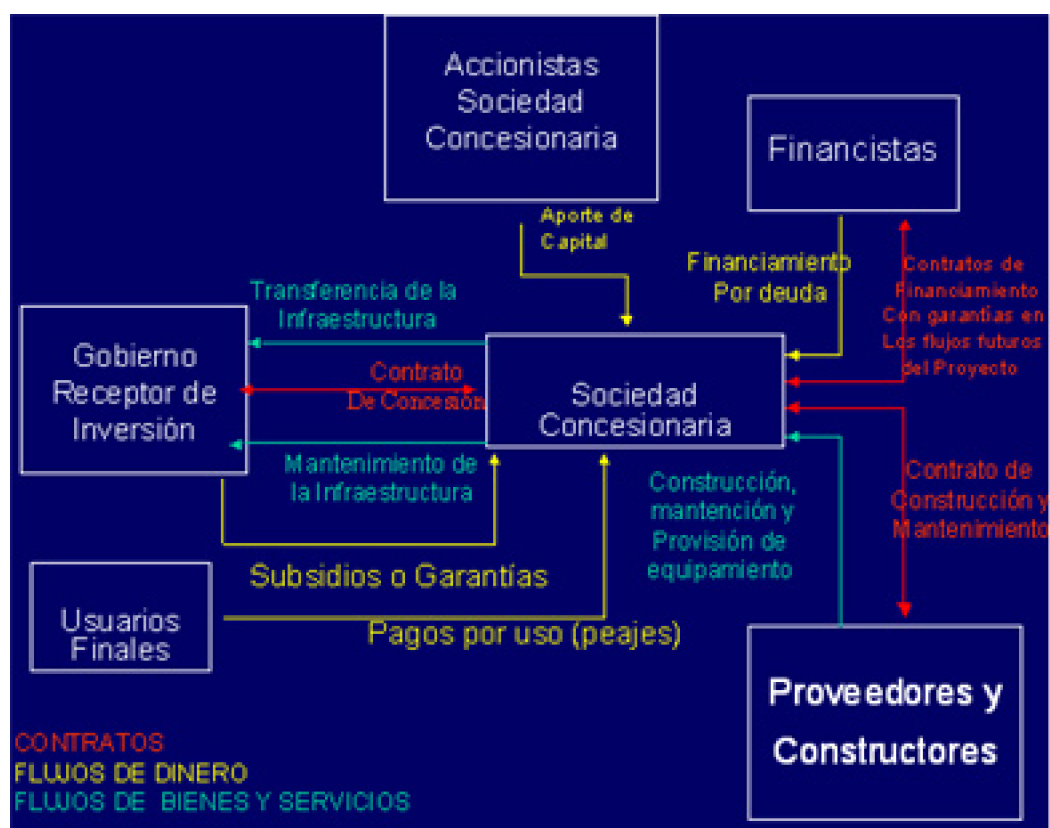 Accionistas
Sociedad
Concesionaria
Financistas
Aporte de
Capital
Financiamiento
Por deuda
Contratos de
Financiamiento
Con garantías en
Los flujos futuros
del Proyecto
Transferencia de la
Infraestructura
Gobierno
Receptor de
Inversión
Contrato
De Concesión
Sociedad
Concesionaria
Mantenimiento de
la Infraestructura
Construcción,
mantención y
Provisión de
equipamiento
Contrato de
Construcción y
Mantenimiento
Subsidios o Garantías
Usuarios
Finales
Pagos por uso (peajes)
Proveedores y
Constructores
CONTRATOS
FLUJOS DE DINERO
FLUJOS DE BIENES Y SERVICIOS